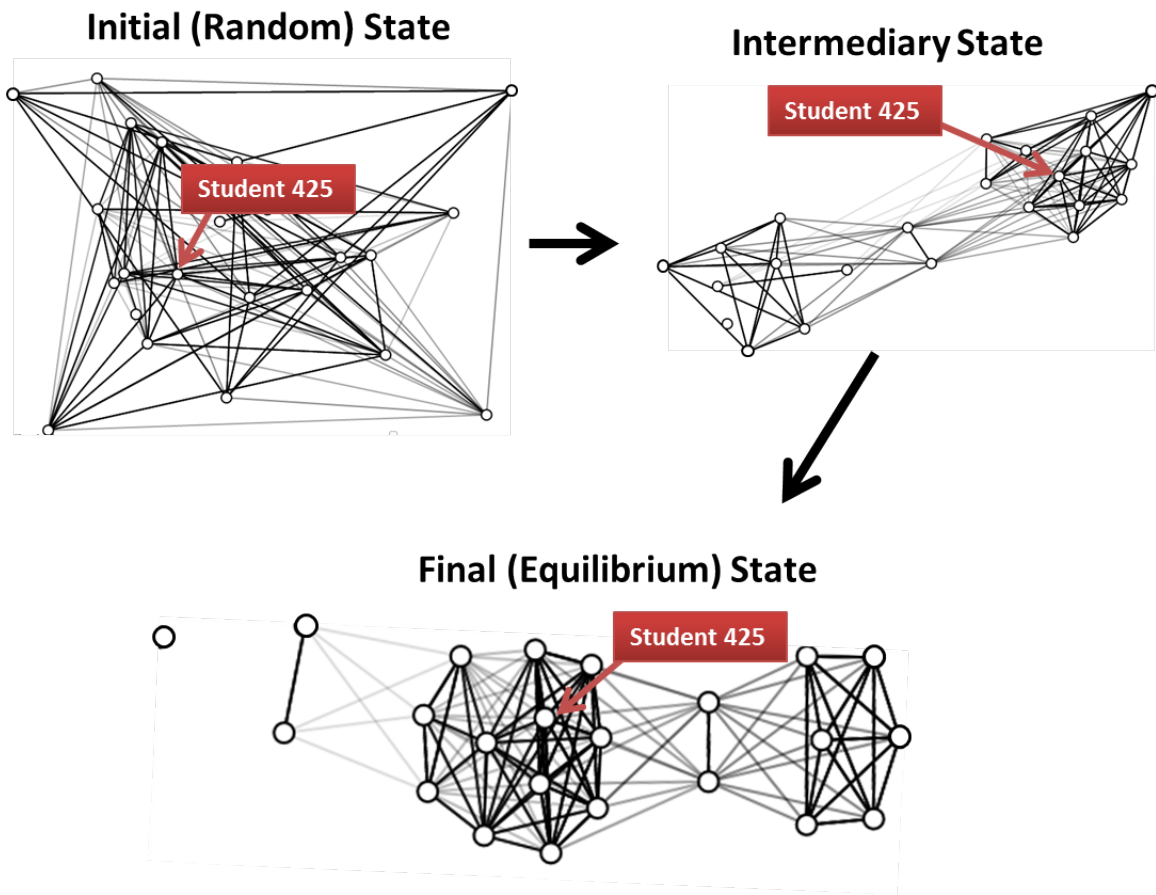 Initial (Random) State
Intermediary State
Student 425
Student 425
Final (Equilibrium) State
Student 425